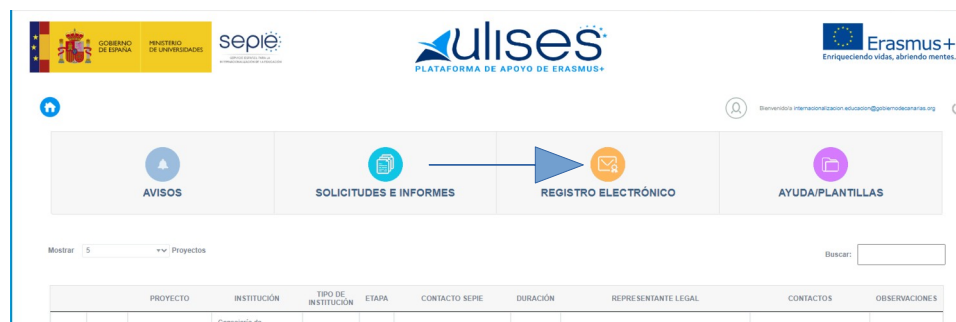 GOBIERNO
DE ESPAÑA
MINISTERIO
DE UNIVERSIDADES
sepie
ulises
PLATAFORMA DE APOYO DE ERASMUS+
Erasmus+
Enriqueciendo vidas, abriendo mentes.
Bienvenido/a internacionalizacion.educacion@gobiernodecanarias.org
AVISOS
SOLICITUDES E INFORMES
REGISTRO ELECTRÓNICO
AYUDA/PLANTILLAS
Mostrar 5 Proyectos
Buscar:
PROYECTO
INSTITUCIÓN
TIPO DE
INSTITUCIÓN
ETAPA
CONTACTO SEPIE
DURACIÓN
REPRESENTANTE LEGAL
CONTACTOS
OBSERVACIONES